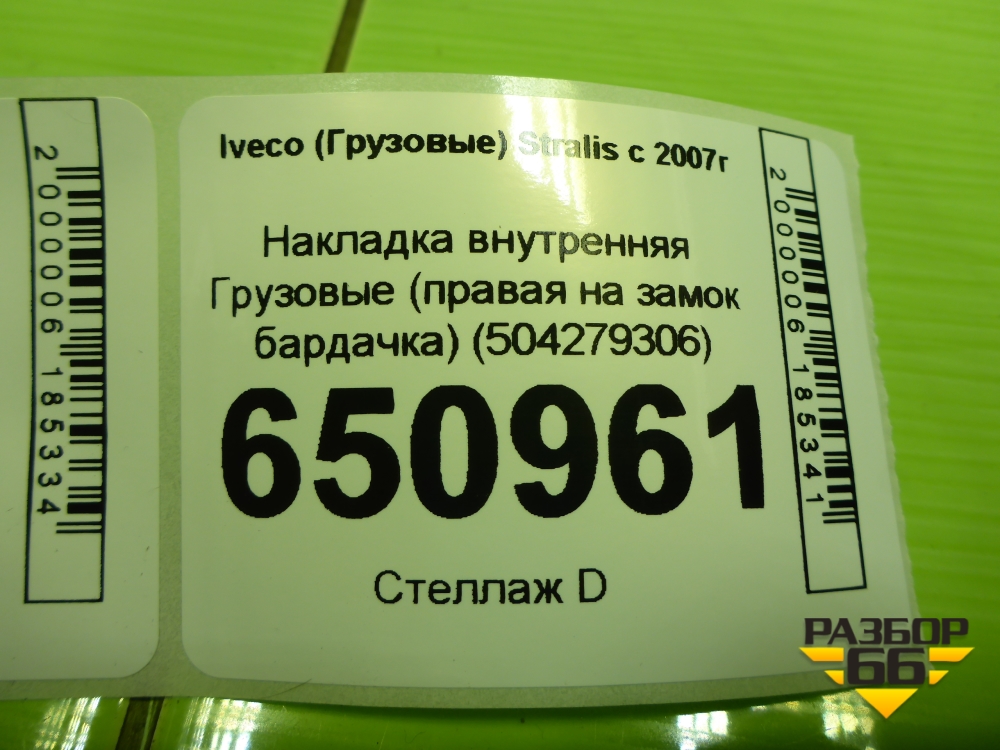 2000006185334
Iveco (Грузовые) Stralis с 2007г
Накладка внутренняя
Грузовые (правая на замок
бардачка) (504279306)
650961
Стеллаж D
2000006185341
РАЗБОР
66